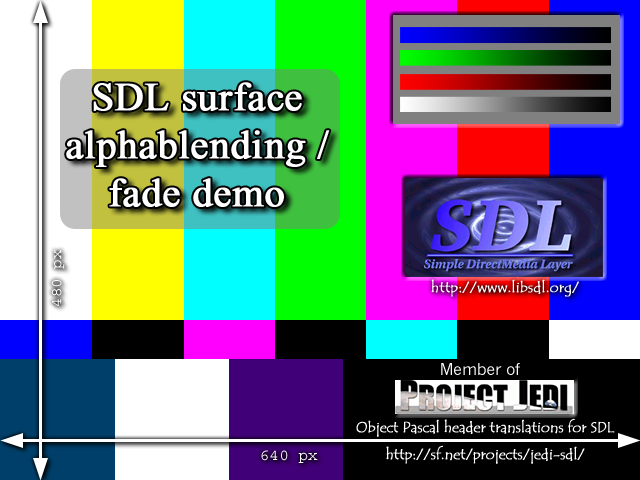 SDL surface
alphablending /
fade demo
SDL
Simple DirectMedia Layer
http://www.libsdl.org/
480 px
Member of
PROJECT JEDI
Object Pascal header translations for SDL
640 px
http://sf.net/projects/jedi-sdl/